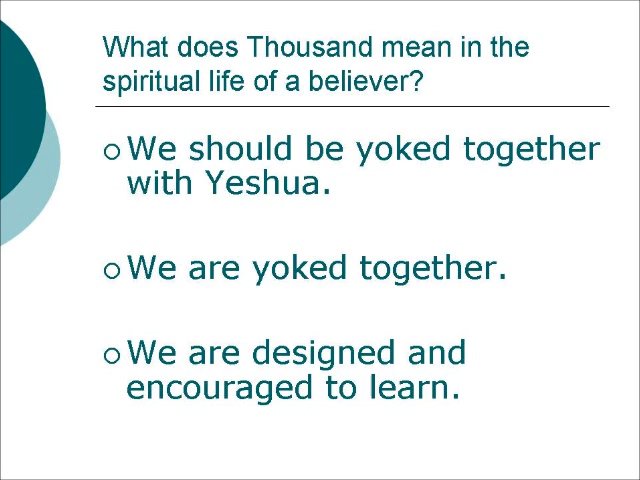 What does Thousand mean in the
spiritual life of a believer?
We should be yoked together
with Yeshua.
We are yoked together.
We are designed and
encouraged to learn.